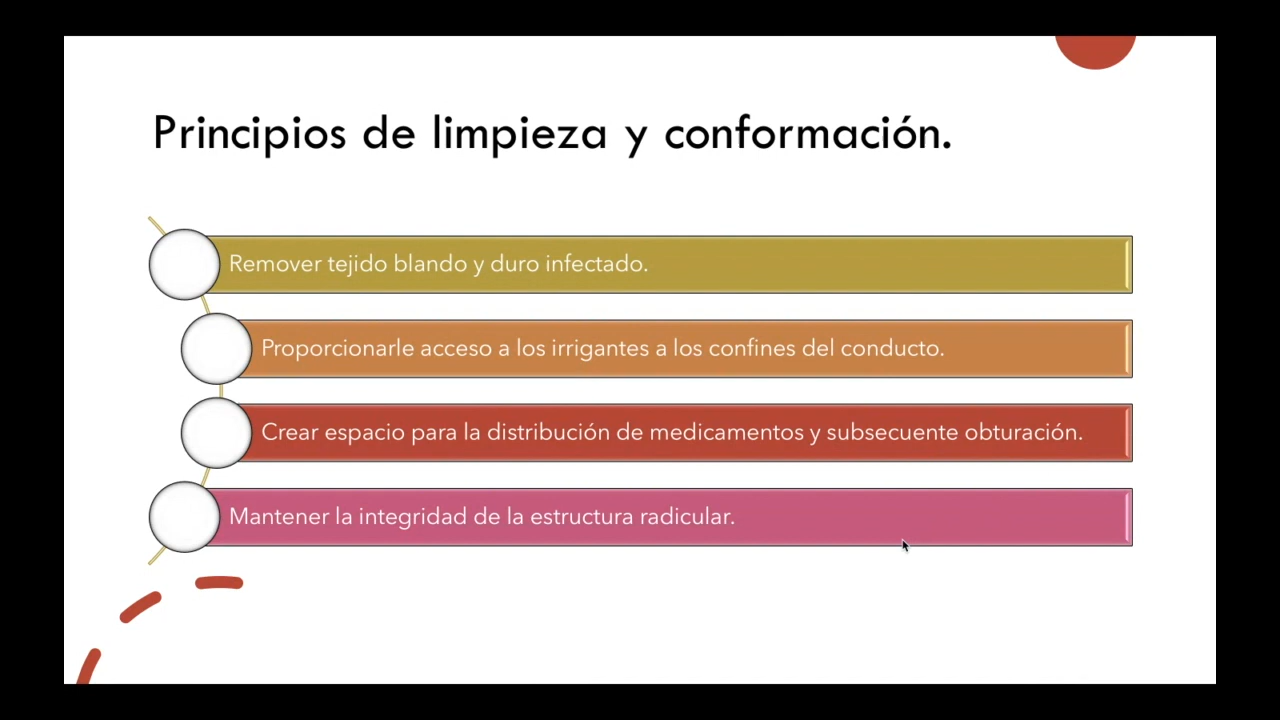 Principios de limpieza y conformación.
Remover tejido blando y duro infectado.
Proporcionarle acceso a los irrigantes a los confines del conducto.
Crear espacio para la distribución de medicamentos y subsecuente obturación.
Mantener la integridad de la estructura radicular.